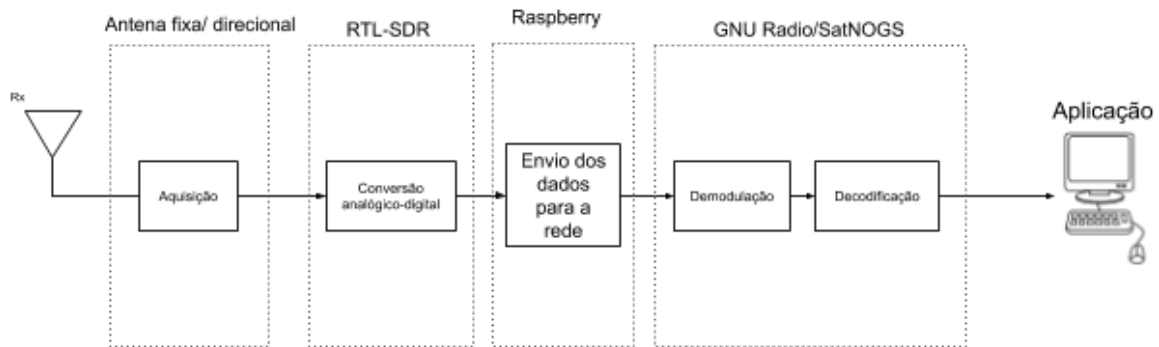 Antena fixa/ direcional
RTL-SDR
Raspberry
GNU Radio/SatNOGS
Rx
Aplicação
Aquisição
Conversão
analógico-digital
Envio dos
dados
para a
rede
Demodulação
Decodificação